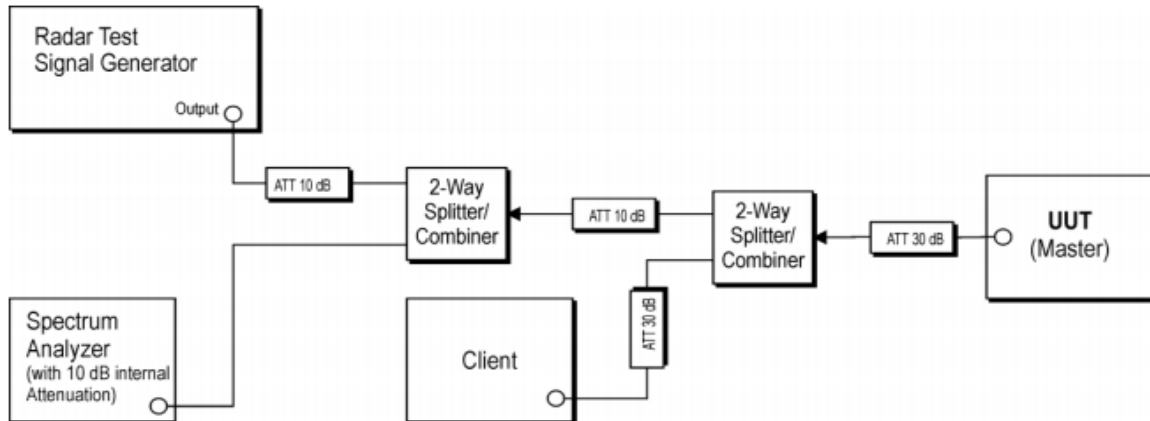 Radar Test
Signal Generator
Output
ATT 10 dB
2-Way
Splitter/
Combiner
ATT 10 dB
2-Way
Splitter/
Combiner
ATT 30 dB
UUT
(Master)
Spectrum
Analyzer
(with 10 dB internal
Attenuation)
Client
ATT 30 dB